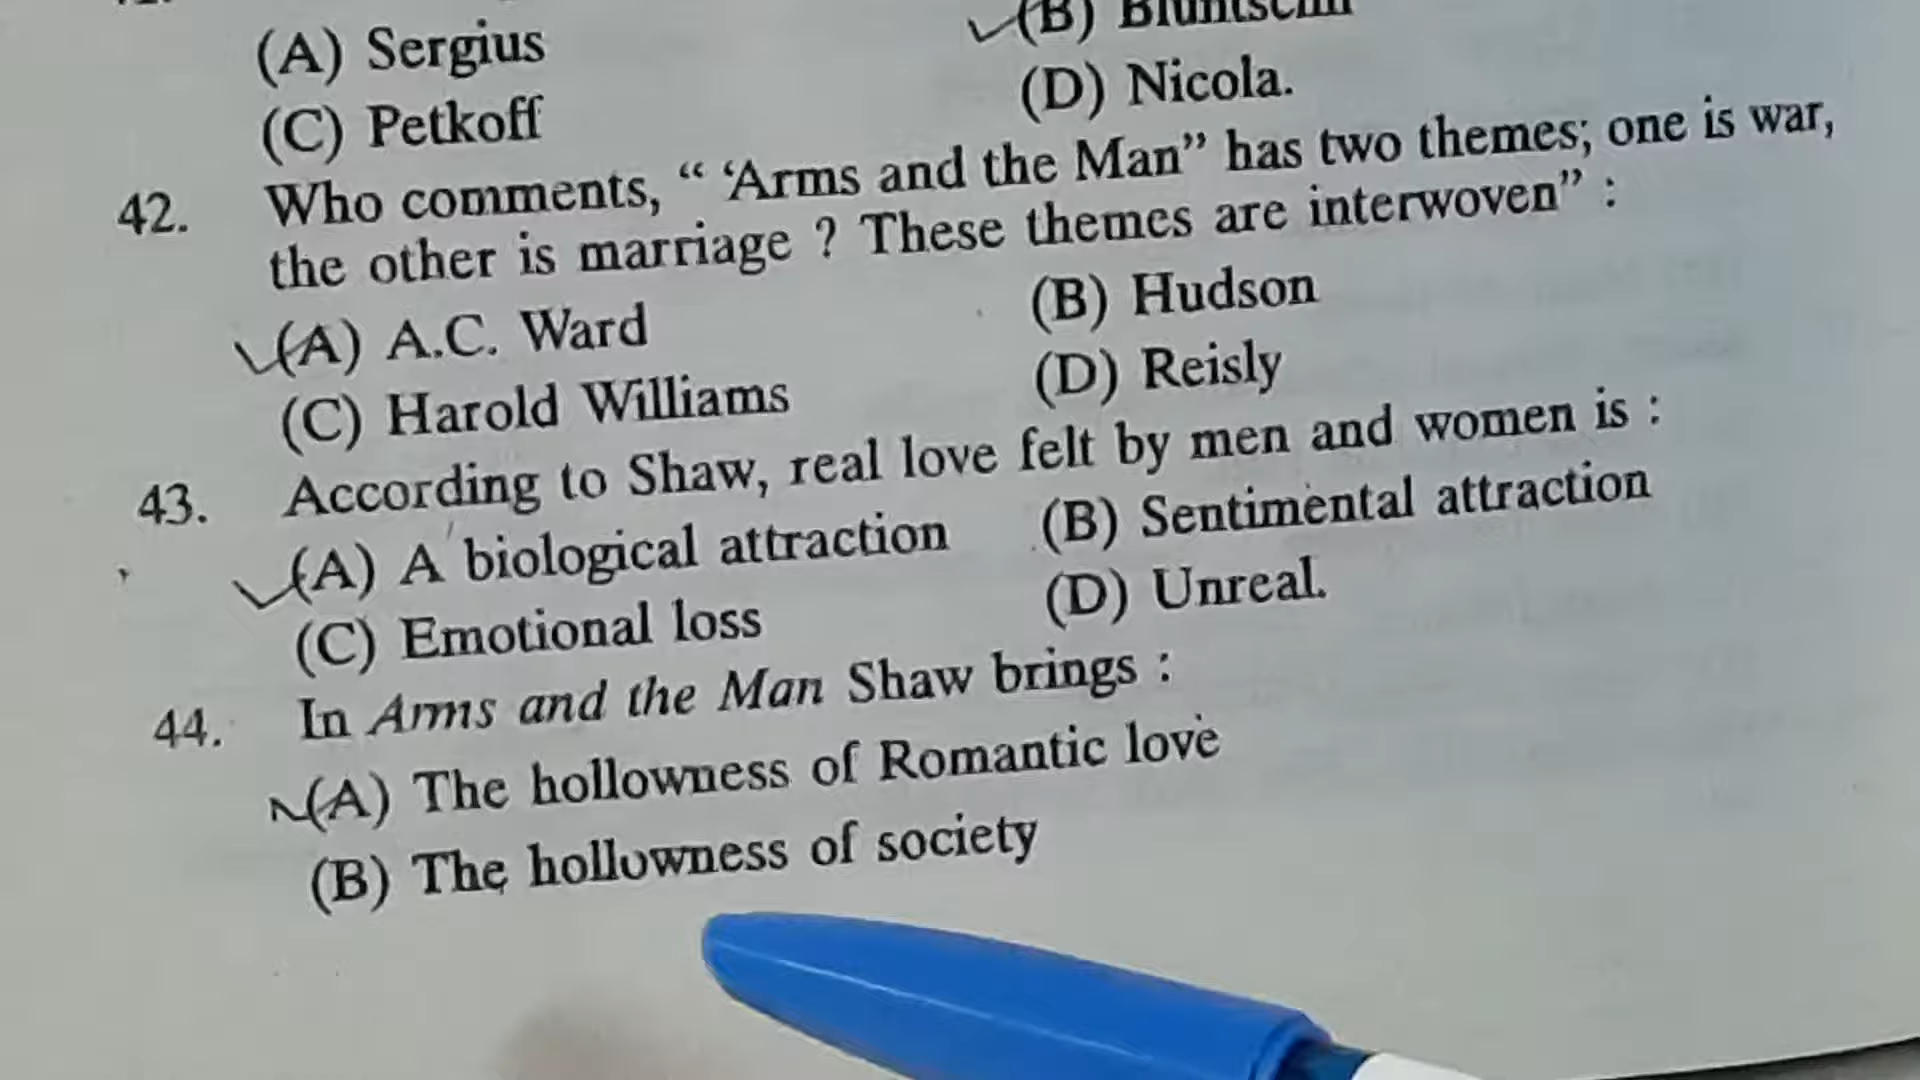 (A) Sergius
(B) Bluntschli
(C) Petkoff
(D) Nicola.
42. Who comments, “ ‘Arms and the Man” has two themes; one is war,
the other is marriage ? These themes are interwoven” :
(A) A.C. Ward
(B) Hudson
(C) Harold Williams
(D) Reisly
43. According to Shaw, real love felt by men and women is :
(A) A biological attraction
(B) Sentimental attraction
(C) Emotional loss
(D) Unreal.
44. In Arms and the Man Shaw brings :
(A) The hollowness of Romantic love
(B) The hollowness of society